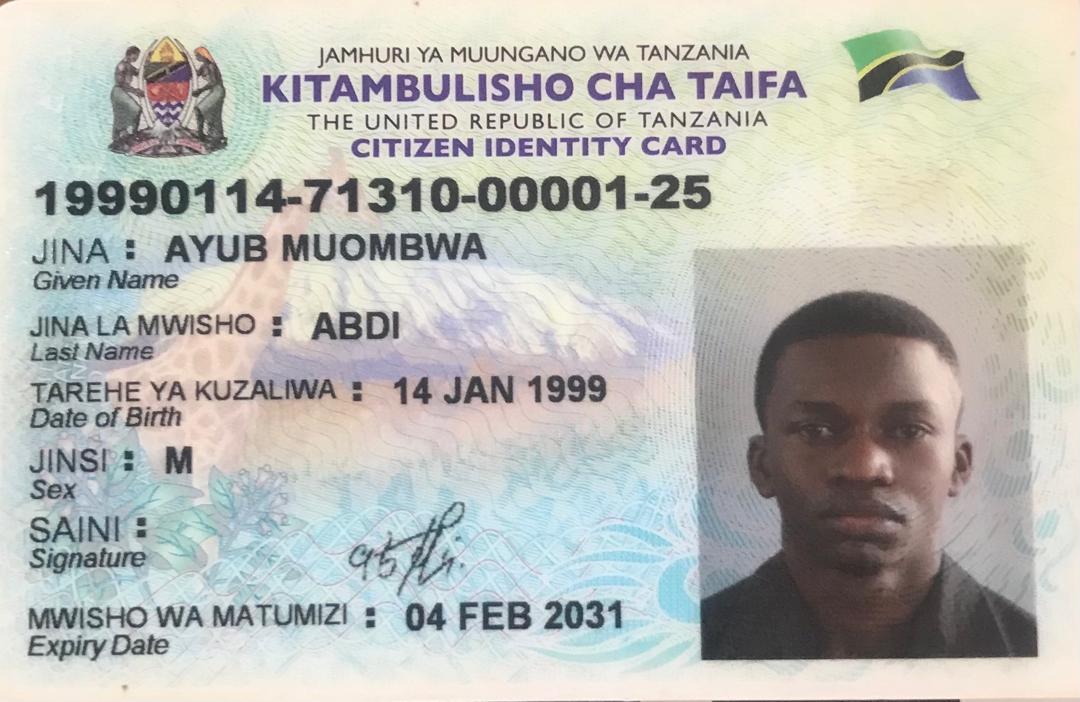 JAMHURI YA MUUNGANO WA TANZANIA
KITAMBULISHO CHA TAIFA
THE UNITED REPUBLIC OF TANZANIA
CITIZEN IDENTITY CARD
19990114-71310-00001-25
JINA : AYUB MUOMBWA
Given Name
JINA LA MWISHO : ABDI
Last Name
TAREHE YA KUZALIWA : 14 JAN 1999
Date of Birth
JINSI : M
Sex
SAINI :
Signature
MWISHO WA MATUMIZI : 04 FEB 2031
Expiry Date